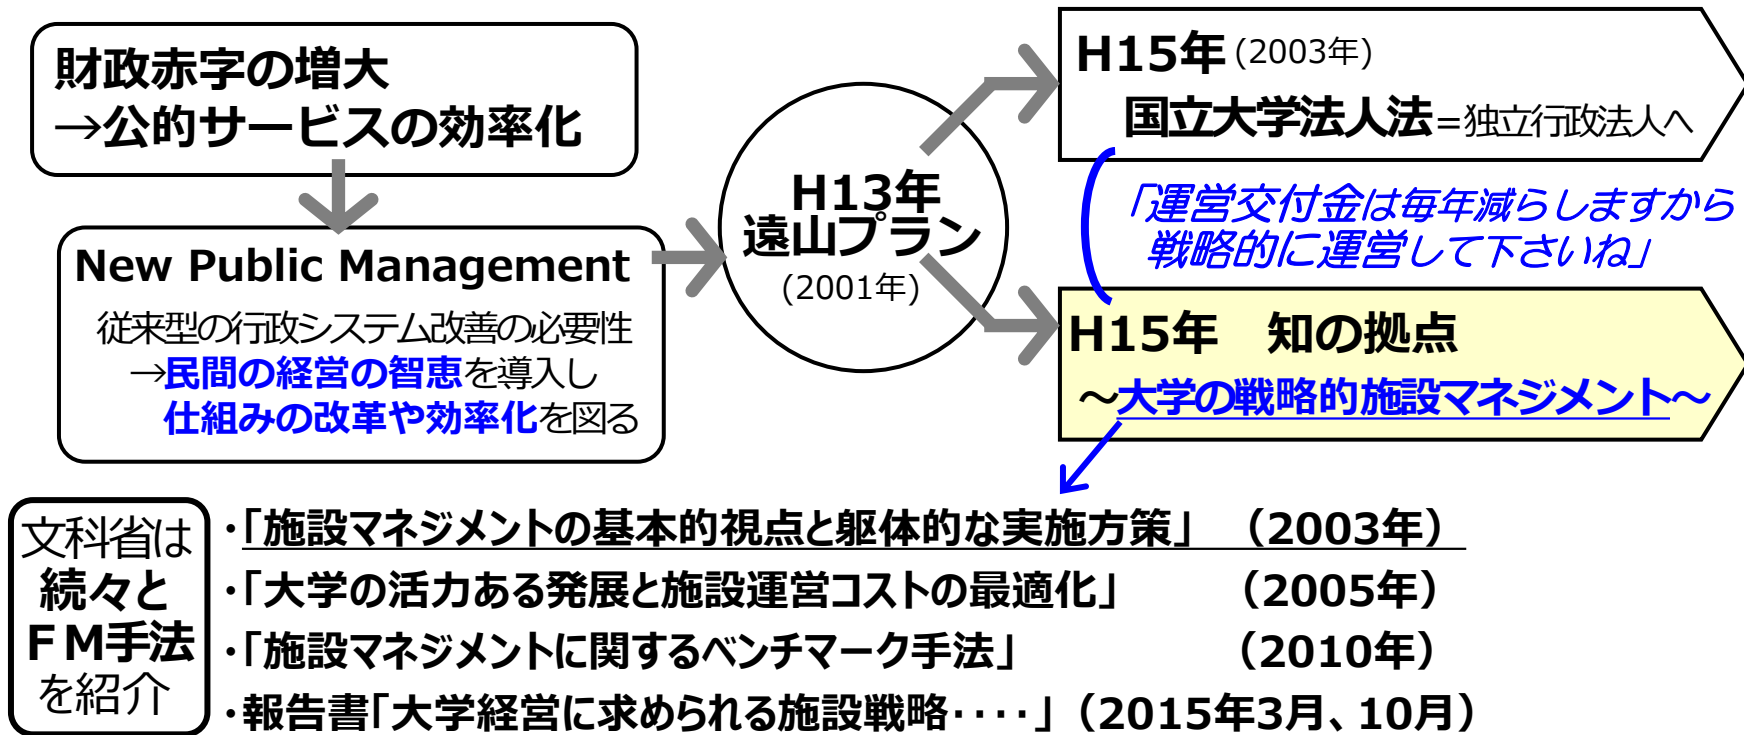 財政赤字の増大
→公的サービスの効率化
New Public Management
従来型の行政システム改善の必要性
→民間の経営の智恵を導入し
仕組みの改革や効率化を図る
H13年
遠山プラン
(2001年)
H15年(2003年)
国立大学法人法=独立行政法人へ
「運営交付金は毎年減らしますから
戦略的に運営して下さいね」
H15年　知の拠点
～大学の戦略的施設マネジメント～
文科省は
続々と
ＦＭ手法
を紹介
・「施設マネジメントの基本的視点と躯体的な実施方策」　（2003年）
・「大学の活力ある発展と施設運営コストの最適化」　（2005年）
・「施設マネジメントに関するベンチマーク手法」　（2010年）
・報告書「大学経営に求められる施設戦略････」（2015年3月、10月）